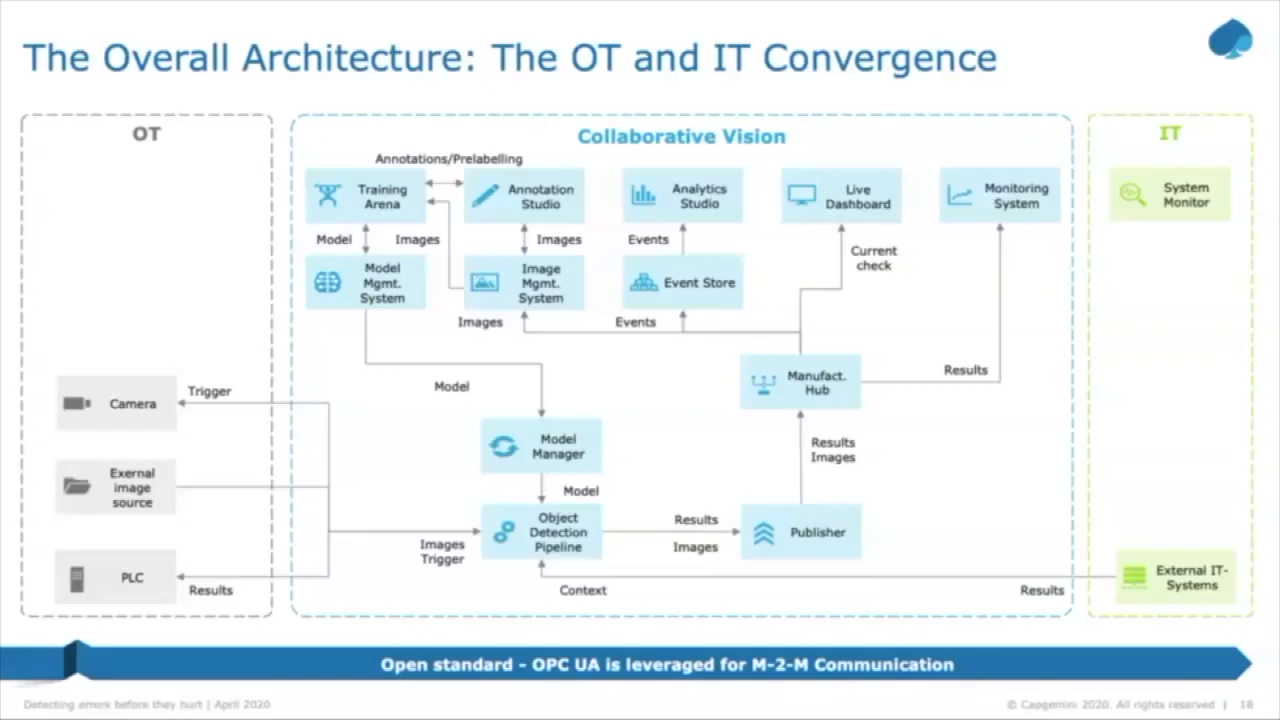 The Overall Architecture: The OT and IT Convergence
OT
Collaborative Vision
IT
Annotations/Prelabelling
Training
Arena
Annotation
Studio
Analytics
Studio
Live
Dashboard
Monitoring
System
System
Monitor
Model
Images
Images
Events
Current
check
Model
Mgmt.
System
Image
Mgmt.
System
Event Store
Images
Events
Manufact.
Hub
Results
Model
Trigger
Camera
Model
Manager
Results
Images
Exernal
image
source
Model
Object
Detection
Pipeline
Results
Images
Publisher
Images
Trigger
PLC
Results
Context
Results
External IT-
Systems
Open standard - OPC UA is leveraged for M-2-M Communication
Detecting errors before they hurt | April 2020
© Capgemini 2020. All rights reserved | 18